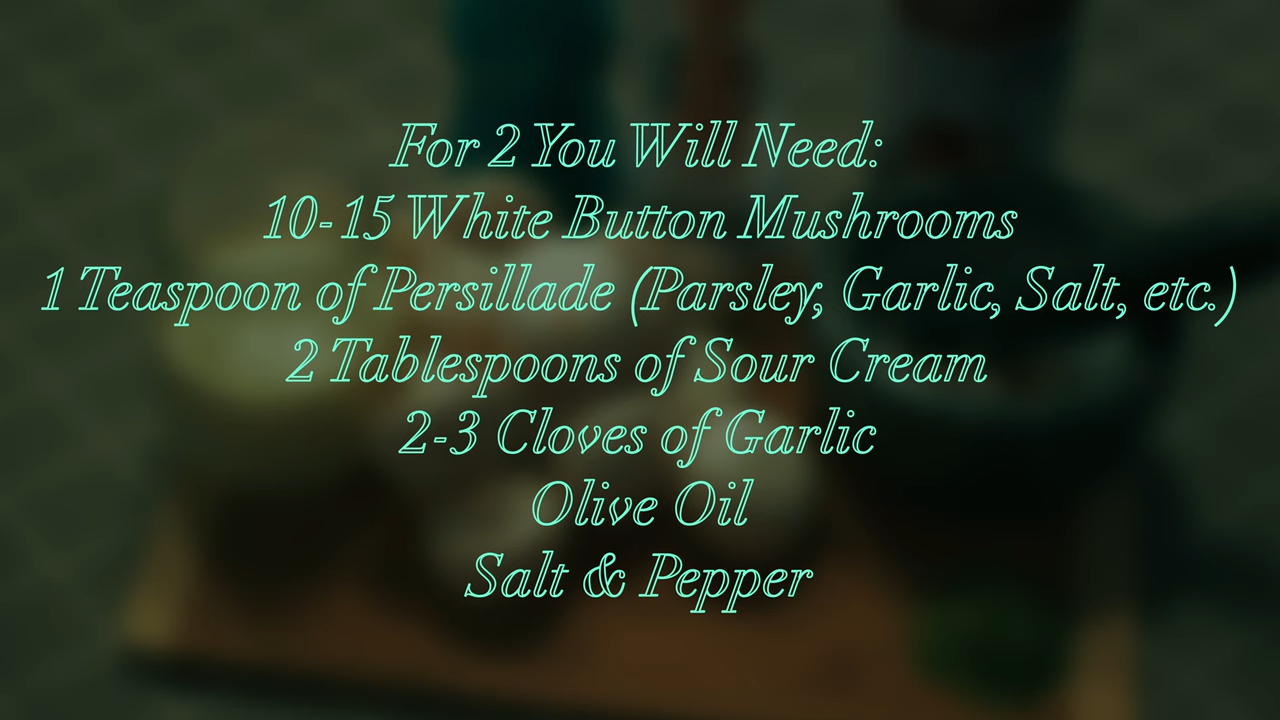 For 2 You Will Need:
10-15 White Button Mushrooms
1 Teaspoon of Persillade (Parsley, Garlic, Salt, etc.)
2 Tablespoons of Sour Cream
2-3 Cloves of Garlic
Olive Oil
Salt & Pepper